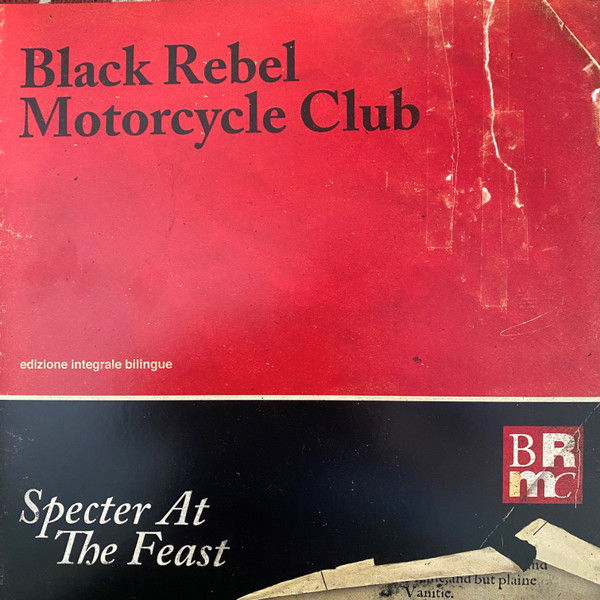 Black Rebel
Motorcycle Club
edizione integrale bilingue
BR
mc
Specter At
The Feast
and but plaine
Vanitie.